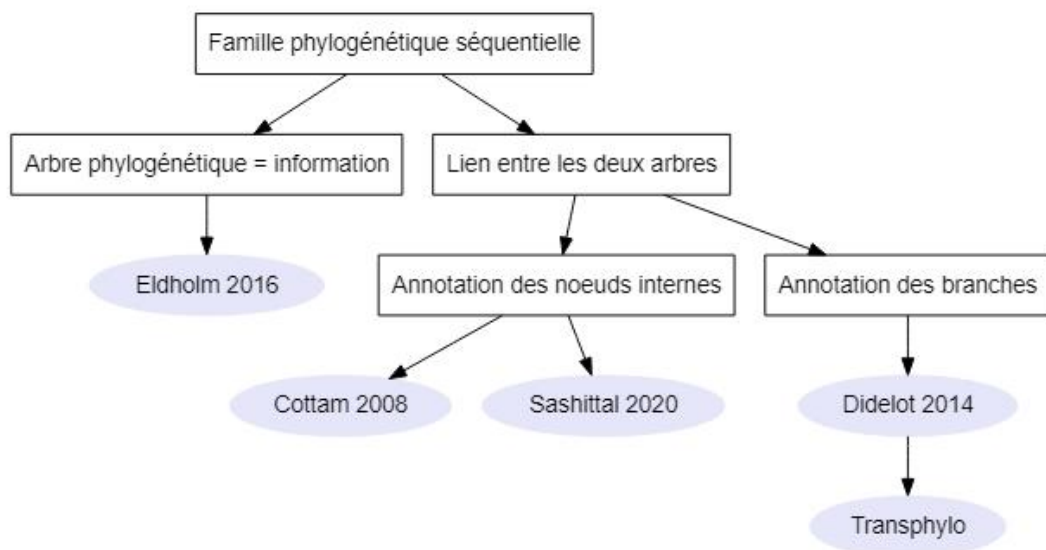 Famille phylogénétique séquentielle
Arbre phylogénétique = information
Lien entre les deux arbres
Eldholm 2016
Annotation des noeuds internes
Annotation des branches
Cottam 2008
Sashittal 2020
Didelot 2014
Transphylo